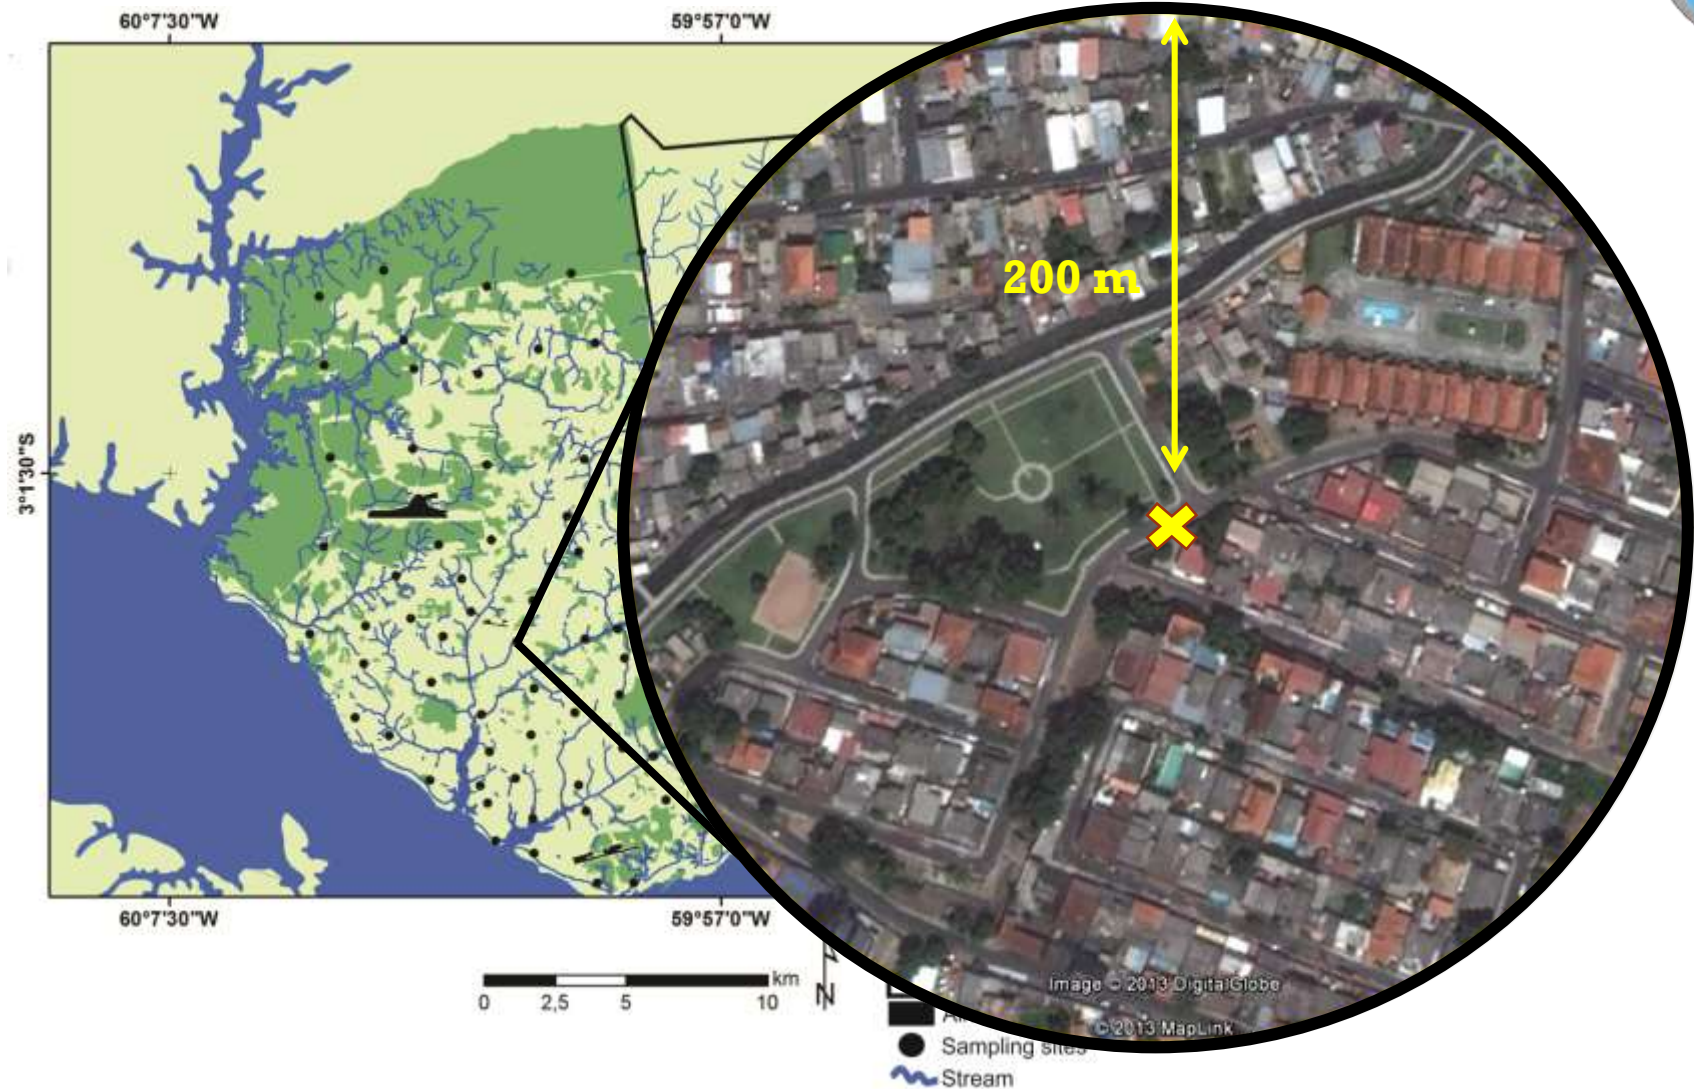 60°7'30"W 59°57'0"W
200 m
3°1'30"S
60°7'30"W 59°57'0"W
km
0 2,5 5 10
N
Image © 2013 DigitalGlobe
© 2013 MapLink
Sampling sites
Stream